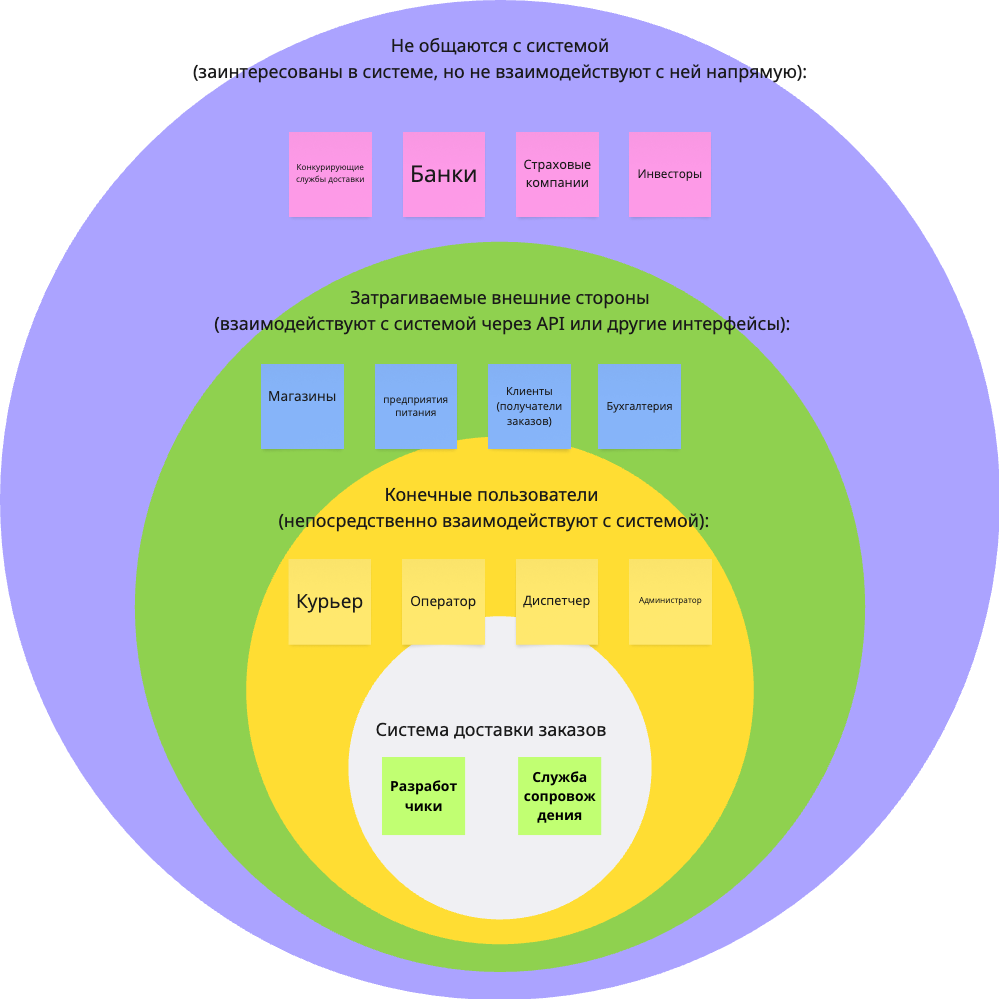 Не общаются с системой
(заинтересованы в системе, но не взаимодействуют с ней напрямую):
Конкурирующие
службы доставки
Банки
Страховые
компании
Инвесторы
Затрагиваемые внешние стороны
(взаимодействуют с системой через API или другие интерфейсы):
Магазины
предприятия
питания
Клиенты
(получатели
заказов)
Бухгалтерия
Конечные пользователи
(непосредственно взаимодействуют с системой):
Курьер
Оператор
Диспетчер
Администратор
Система доставки заказов
Разработ
чики
Служба
сопровож
дения